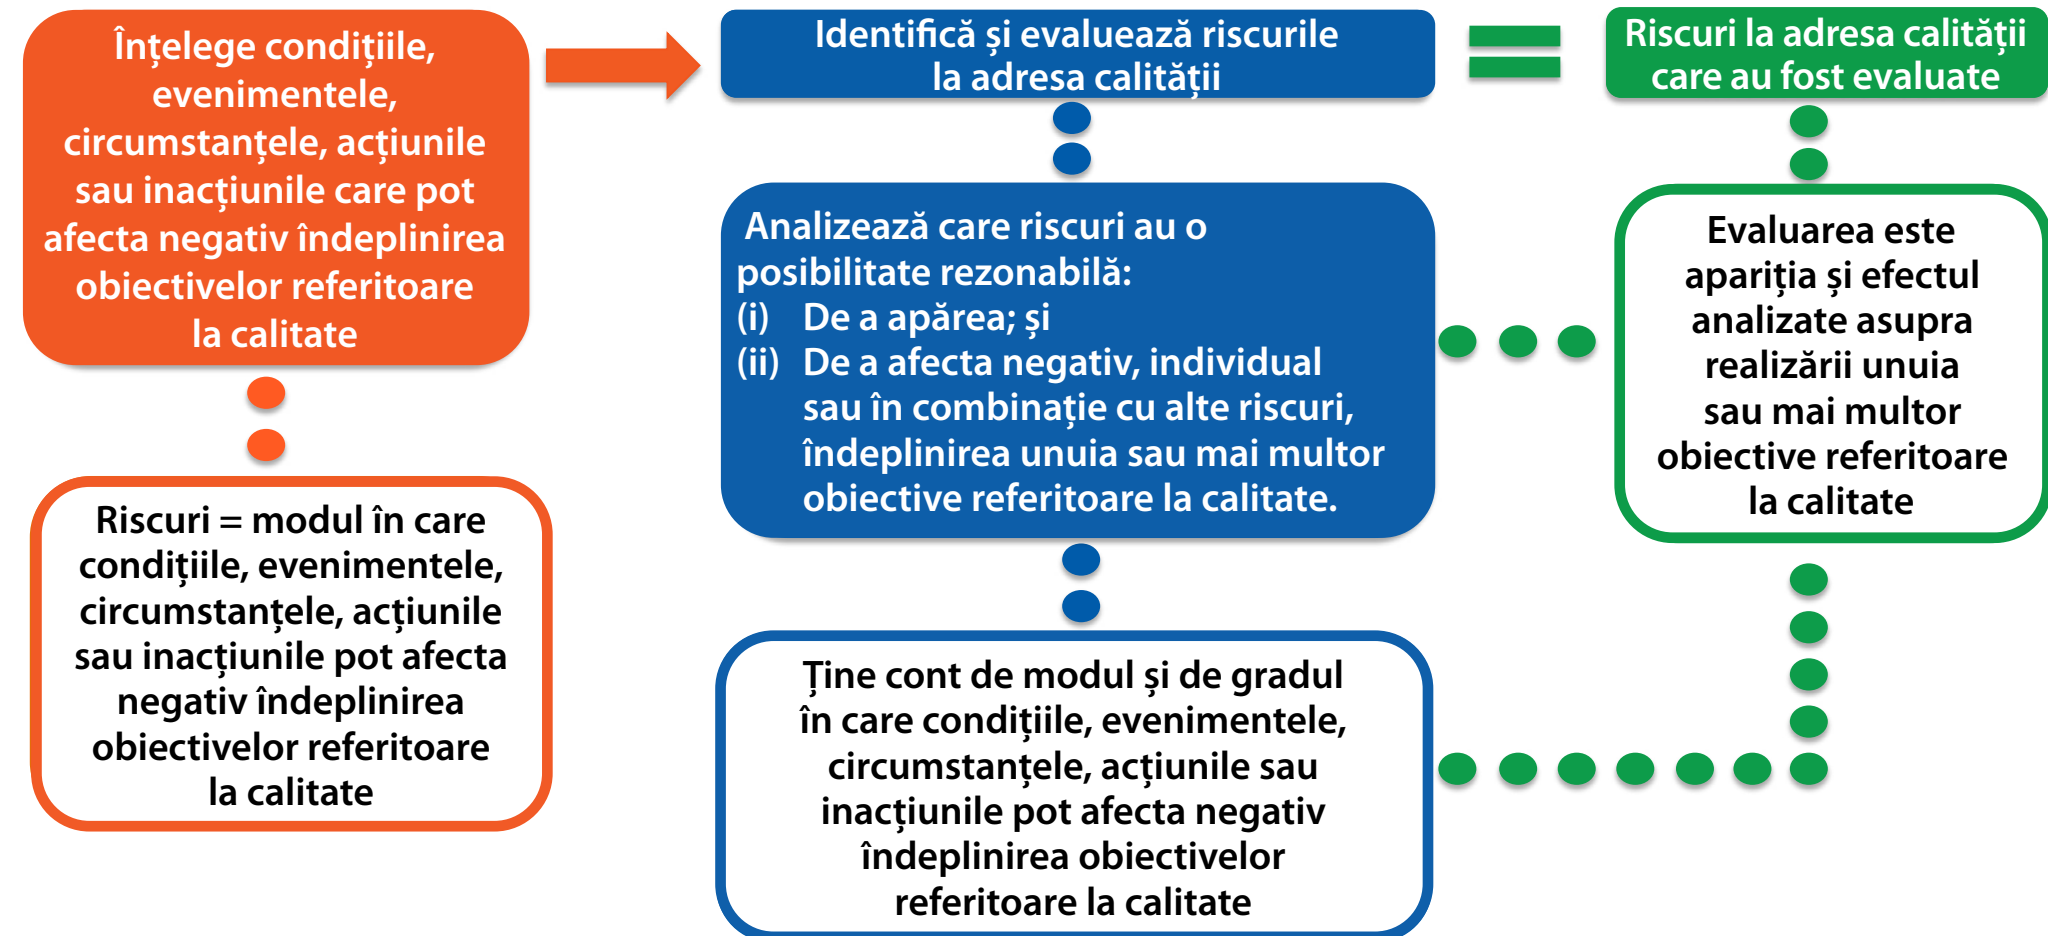 Înțelege condițiile,
evenimentele,
circumstanțele, acțiunile
sau inacțiunile care pot
afecta negativ îndeplinirea
obiectivelor referitoare
la calitate
Riscuri = modul în care
condițiile, evenimentele,
circumstanțele, acțiunile
sau inacțiunile pot afecta
negativ îndeplinirea
obiectivelor referitoare
la calitate
Identifică și evaluează riscurile
la adresa calității
Analizează care riscuri au o
posibilitate rezonabilă:
(i) De a apărea; și
(ii) De a afecta negativ, individual
sau în combinație cu alte riscuri,
îndeplinirea unuia sau mai multor
obiective referitoare la calitate.
Ține cont de modul și de gradul
în care condițiile, evenimentele,
circumstanțele, acțiunile sau
inacțiunile pot afecta negativ
îndeplinirea obiectivelor
referitoare la calitate
Riscuri la adresa calității
care au fost evaluate
Evaluarea este
apariția și efectul
analizate asupra
realizării unuia
sau mai multor
obiective referitoare
la calitate